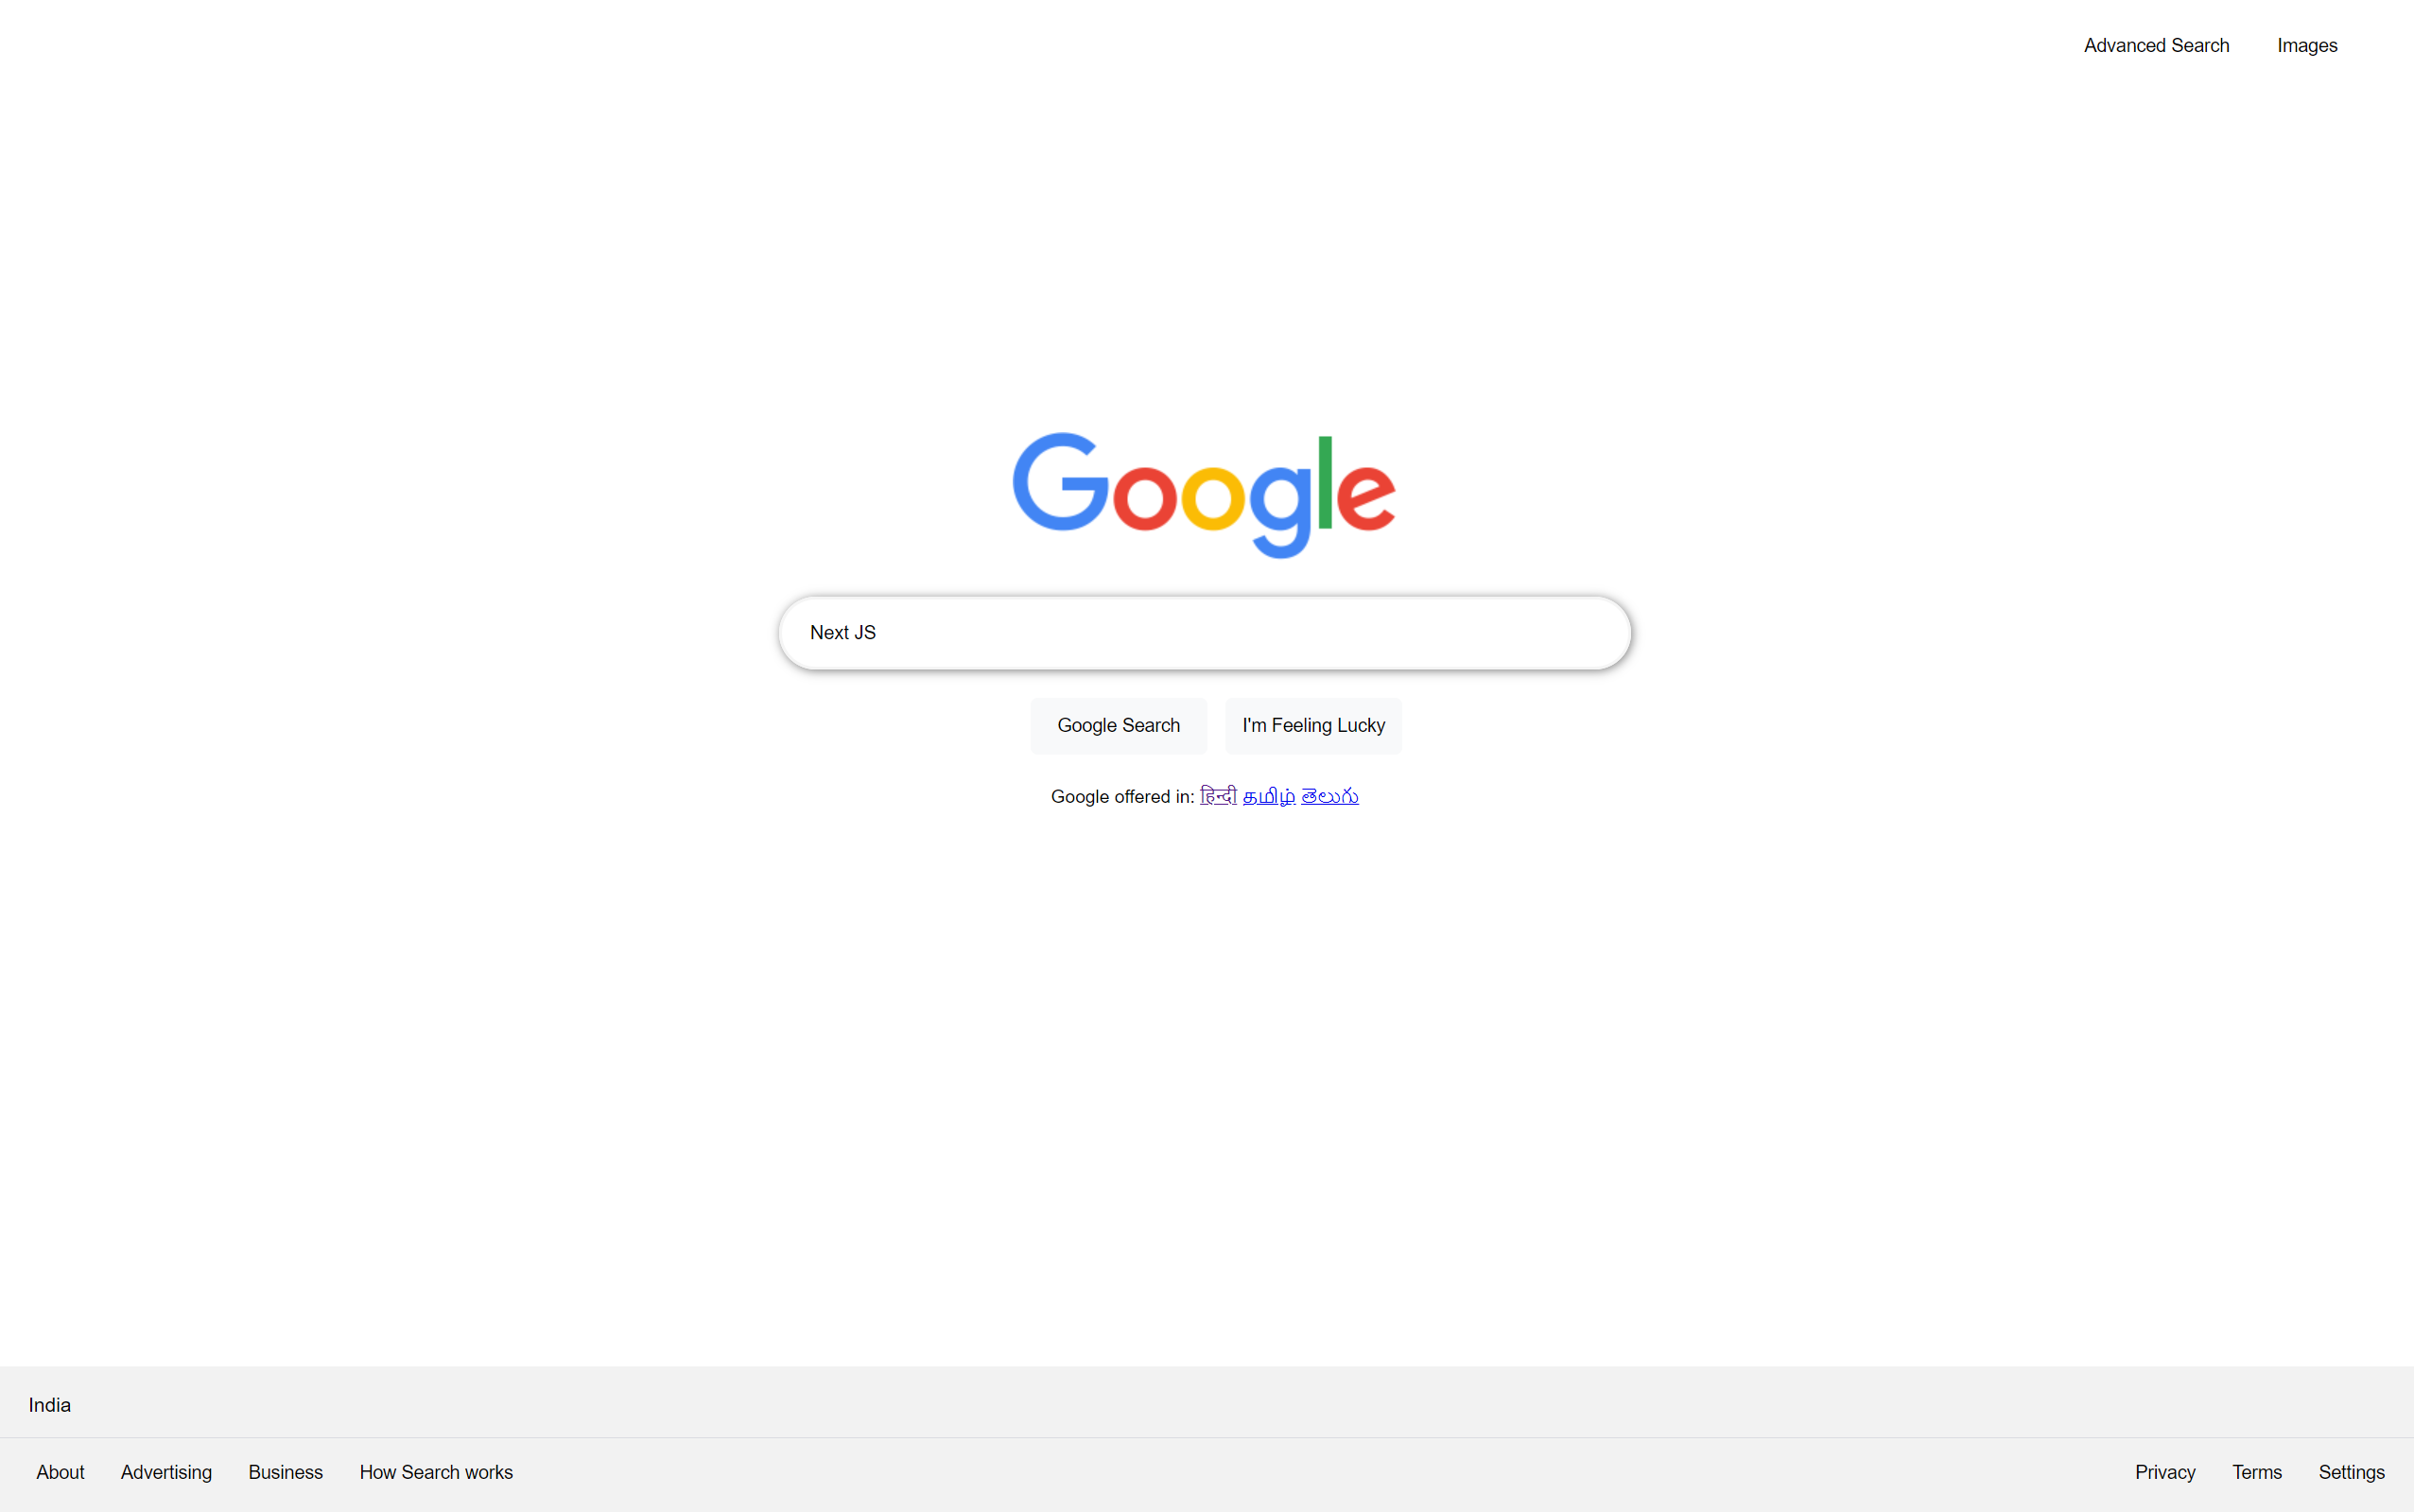 Advanced Search Images
Google
Next JS
Google Search I'm Feeling Lucky
Google offered in: हिन्दी தமிழ் తెలుగు
India
About Advertising Business How Search works Privacy Terms Settings